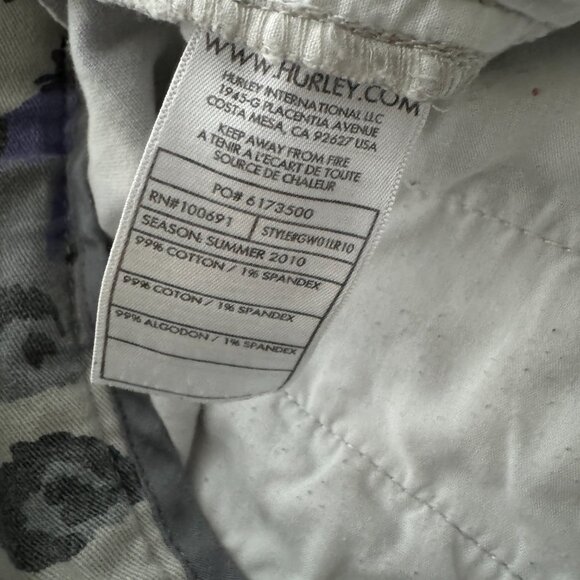 WWW.HURLEY.COM
HURLEY INTERNATIONAL LLC
1945-G PLACENTIA AVENUE
COSTA MESA, CA 92627 USA
KEEP AWAY FROM FIRE
A TENIR A L'ECART DE TOUTE
SOURCE DE CHALEUR
PO# 6173500
RN#100691 STYLE#GW01LR10
SEASON: SUMMER 2010
99% COTTON / 1% SPANDEX
99% COTON / 1% SPANDEX
99% ALGODON / 1% SPANDEX